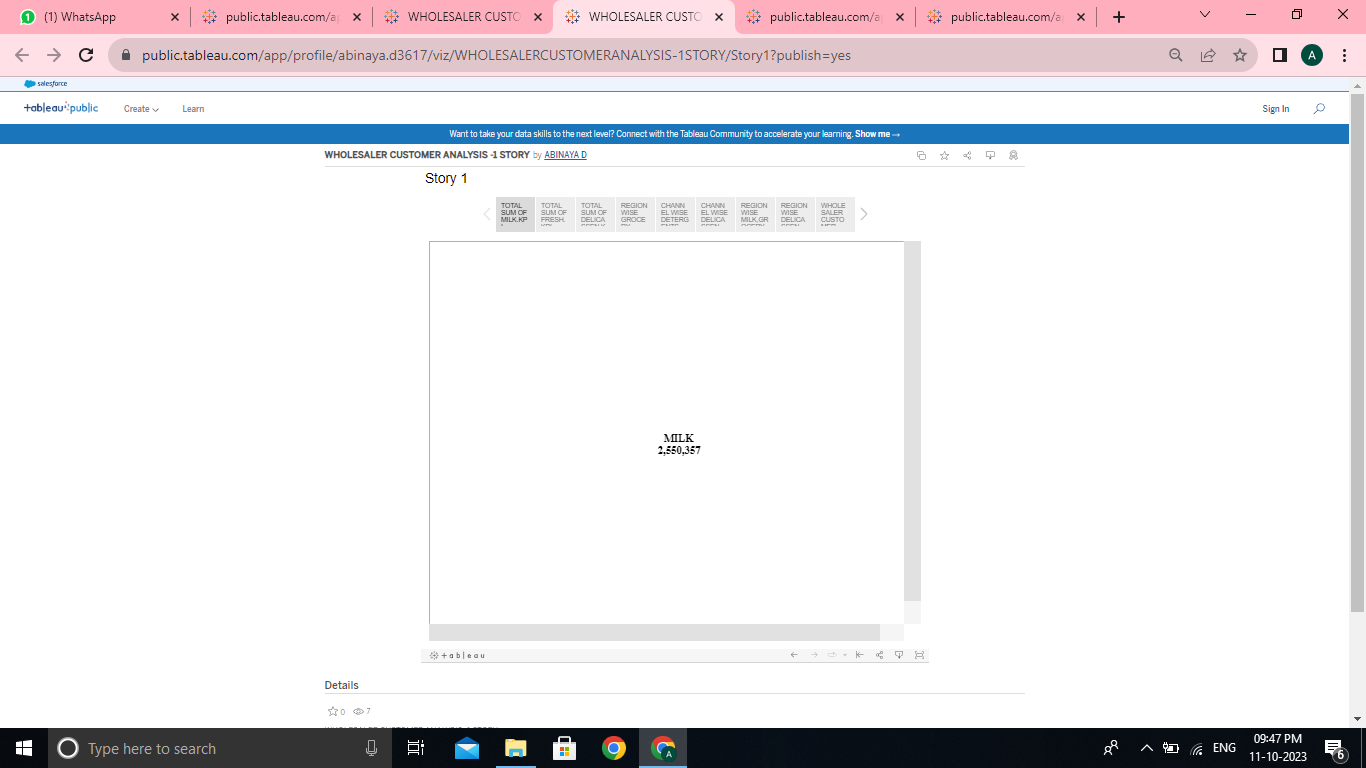 (1) WhatsApp
public.tableau.com/a
WHOLESALER CUSTO
WHOLESALER CUSTO
public.tableau.com/a
public.tableau.com/a
public.tableau.com/app/profile/abinaya.d3617/viz/WHOLESALERCUSTOMERANALYSIS-1STORY/Story1?publish=yes
A
salesforce
+ableau public
Create
Learn
Sign In
Want to take your data skills to the next level? Connect with the Tableau Community to accelerate your learning. Show me →
WHOLESALER CUSTOMER ANALYSIS -1 STORY by ABINAYA D
Story 1
TOTAL
SUM OF
MILK.KP
TOTAL
SUM OF
FRESH.
TOTAL
SUM OF
DELICA
REGION
WISE
GROCE
CHANN
EL WISE
DETERG
CHANN
EL WISE
DELICA
REGION
WISE
MILK,GR
REGION
WISE
DELICA
WHOLE
SALER
CUSTO
MILK
2,550,357
+ableau
Details
0
7
Type here to search
A
ENG
09:47 PM
11-10-2023
6